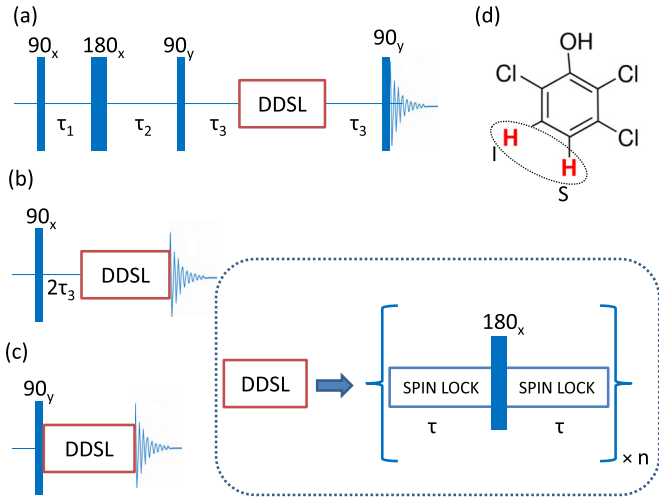 (a)
90x 180x 90y 90y
DDSL
τ1 τ2 τ3 τ3
(d)
OH
Cl Cl
Cl
H
H
I
S
(b)
90x
DDSL
2τ3
(c)
90y
DDSL
DDSL
180x
SPIN LOCK SPIN LOCK
τ τ
× n